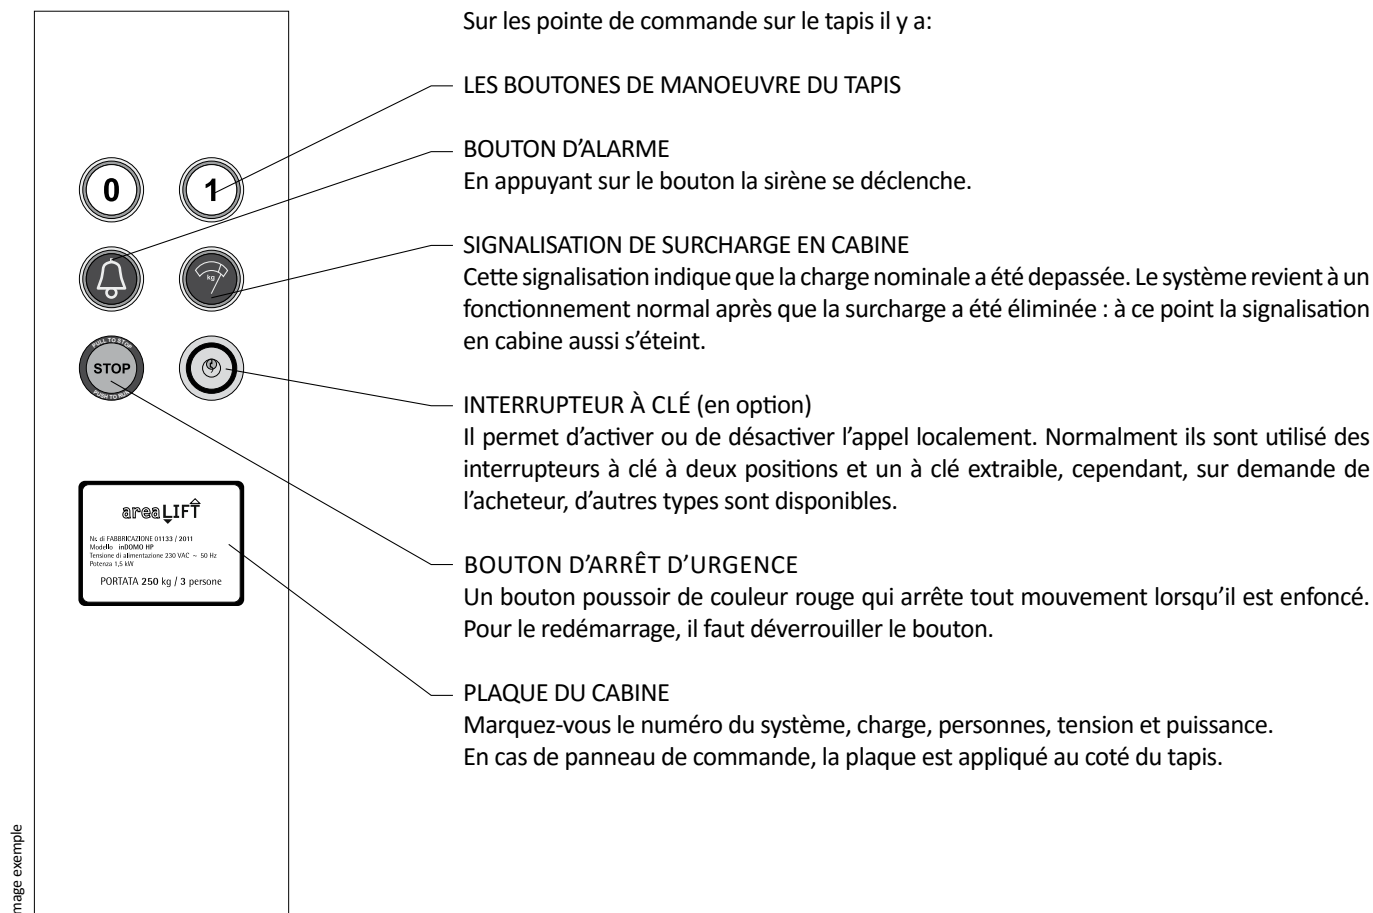 Sur les pointe de commande sur le tapis il y a:
LES BOUTONES DE MANOEUVRE DU TAPIS
BOUTON D’ALARME
En appuyant sur le bouton la sirène se déclenche.
SIGNALISATION DE SURCHARGE EN CABINE
Cette signalisation indique que la charge nominale a été depassée. Le système revient à un
fonctionnement normal après que la surcharge a été éliminée : à ce point la signalisation
en cabine aussi s’éteint.
INTERRUPTEUR À CLÉ (en option)
Il permet d’activer ou de désactiver l’appel localement. Normalment ils sont utilisé des
interrupteurs à clé à deux positions et un à clé extraible, cependant, sur demande de
l’acheteur, d’autres types sont disponibles.
BOUTON D’ARRÊT D’URGENCE
Un bouton poussoir de couleur rouge qui arrête tout mouvement lorsqu’il est enfoncé.
Pour le redémarrage, il faut déverrouiller le bouton.
PLAQUE DU CABINE
Marquez-vous le numéro du système, charge, personnes, tension et puissance.
En cas de panneau de commande, la plaque est appliqué au coté du tapis.
0
1
kg
PULL TO STOP
STOP
PUSH TO RUN
areaLIFT
Nr. di FABBRICAZIONE 01133 / 2011
Modello inDOMO HP
Tensione di alimentazione 230 VAC ~ 50 Hz
Potenza 1,5 kW
PORTATA 250 kg / 3 persone
mage exemple